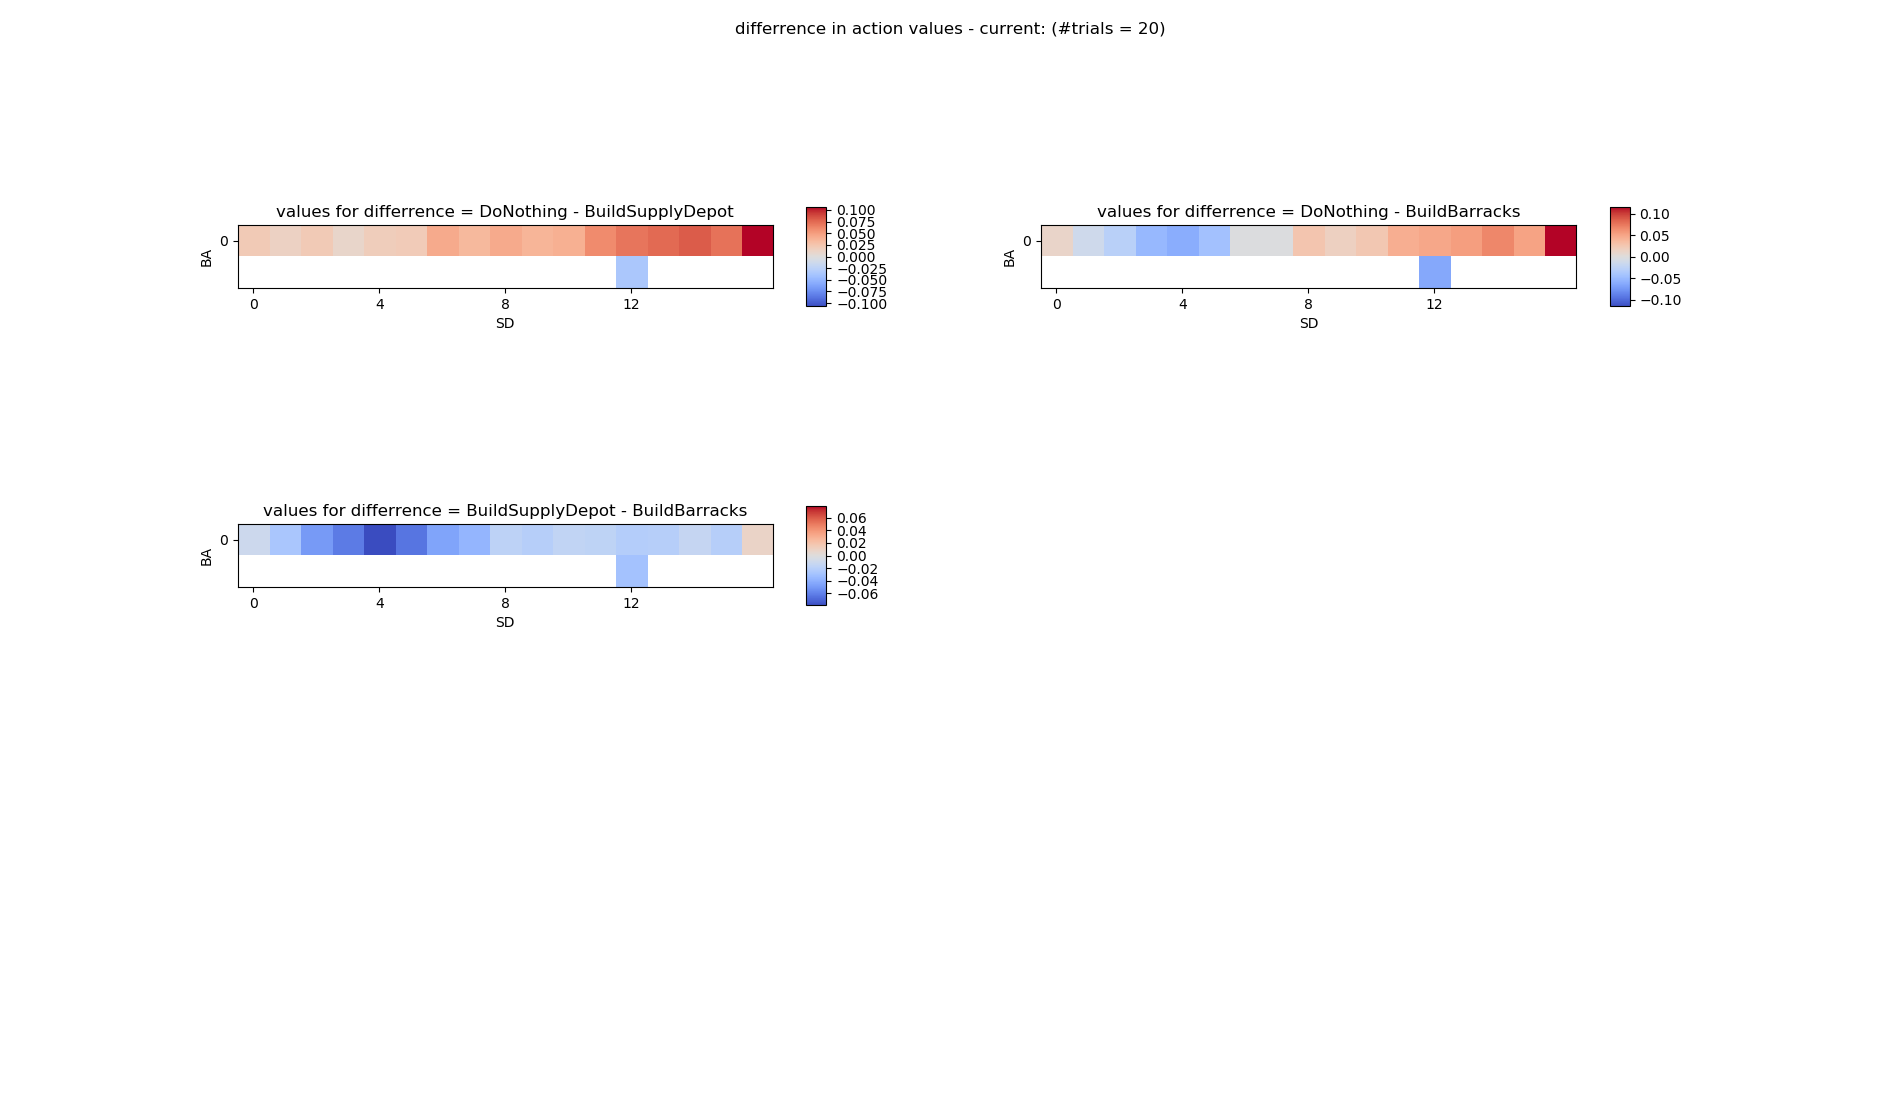 difference in action values - current: (#trials = 20)
values for difference = DoNothing - BuildSupplyDepot
BA
0
0 4 8 12
SD
0.100
0.075
0.050
0.025
0.000
−0.025
−0.050
−0.075
−0.100
values for difference = DoNothing - BuildBarracks
BA
0
0 4 8 12
SD
0.10
0.05
0.00
−0.05
−0.10
values for difference = BuildSupplyDepot - BuildBarracks
BA
0
0 4 8 12
SD
0.06
0.04
0.02
0.00
−0.02
−0.04
−0.06